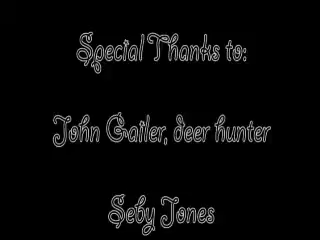 Special Thanks to:
John Gailer, deer hunter
Seby Jones